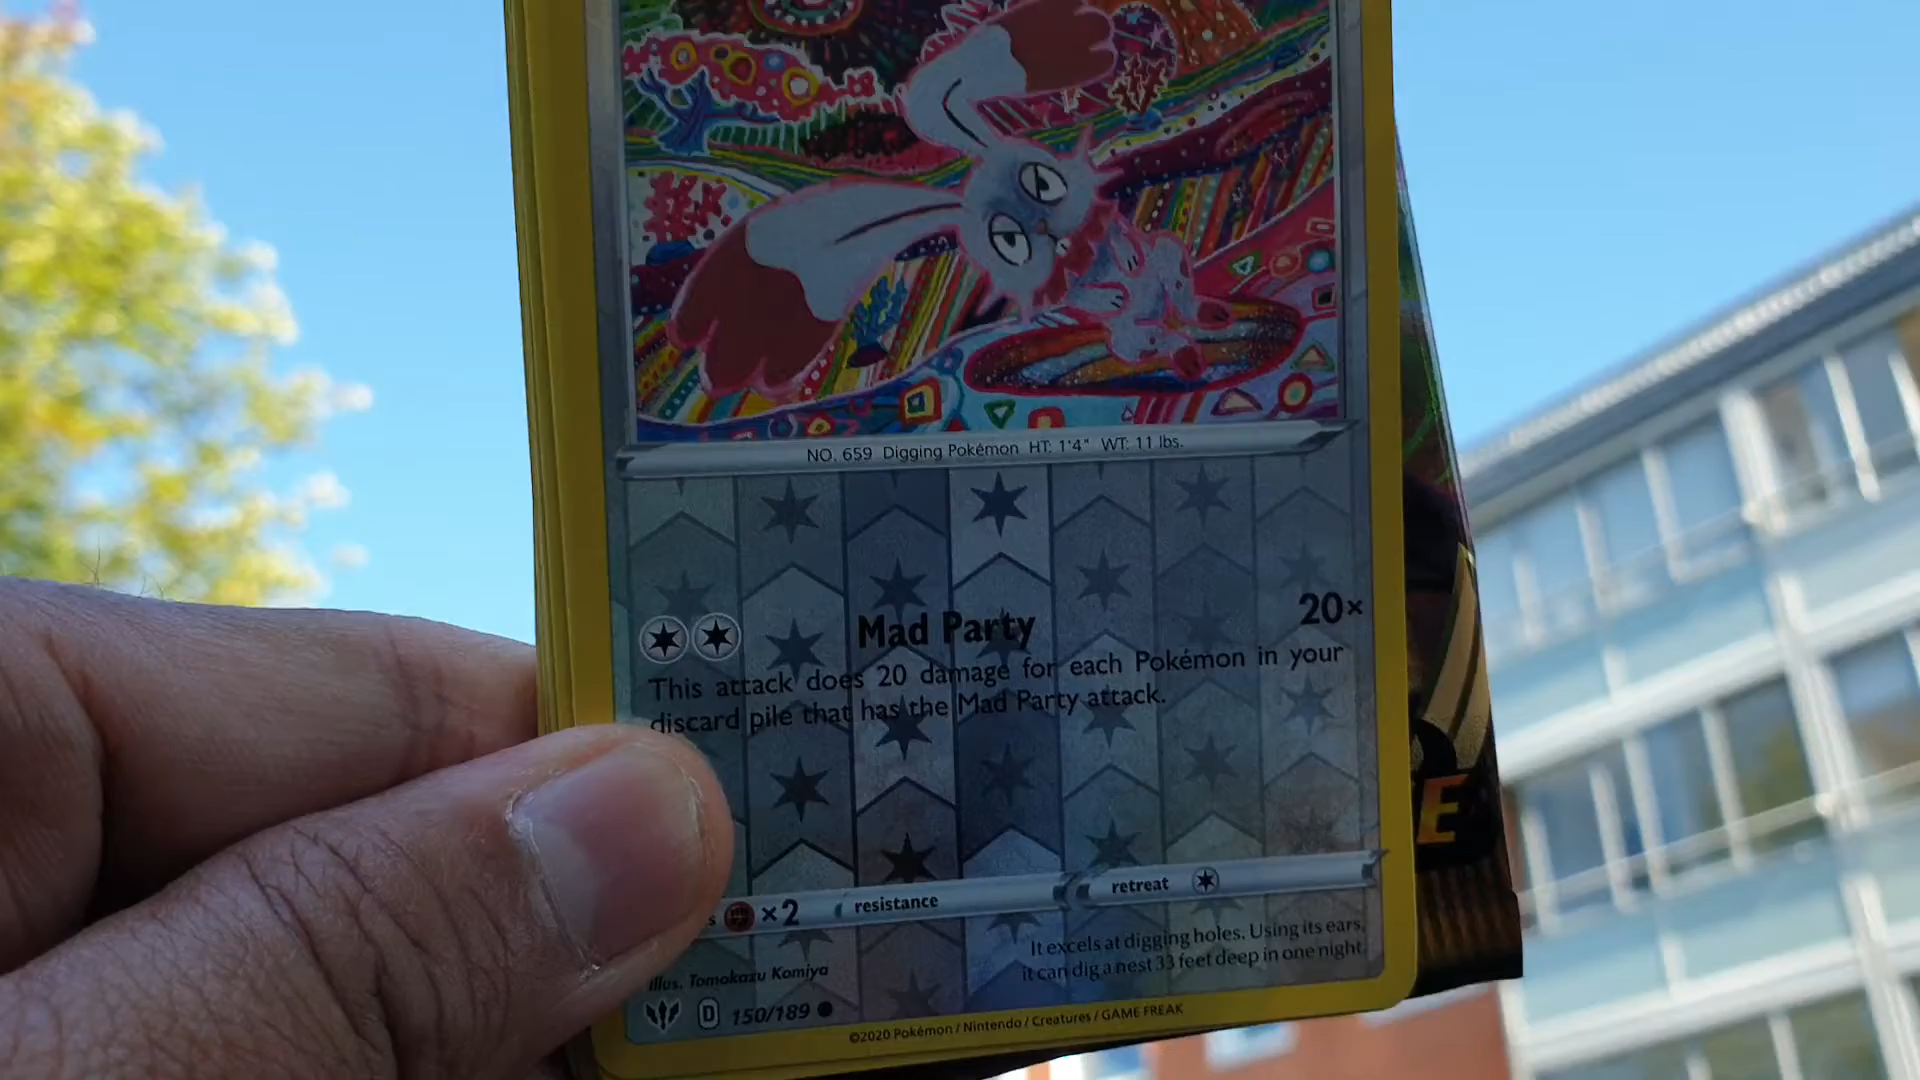 NO. 659 Digging Pokémon HT: 1'4" WT: 11 lbs.
Mad Party 20×
This attack does 20 damage for each Pokémon in your
discard pile that has the Mad Party attack.
s ×2 resistance retreat
It excels at digging holes. Using its ears,
it can dig a nest 33 feet deep in one night.
Illus. Tomokazu Komiya
D 150/189
©2020 Pokémon / Nintendo / Creatures / GAME FREAK
E